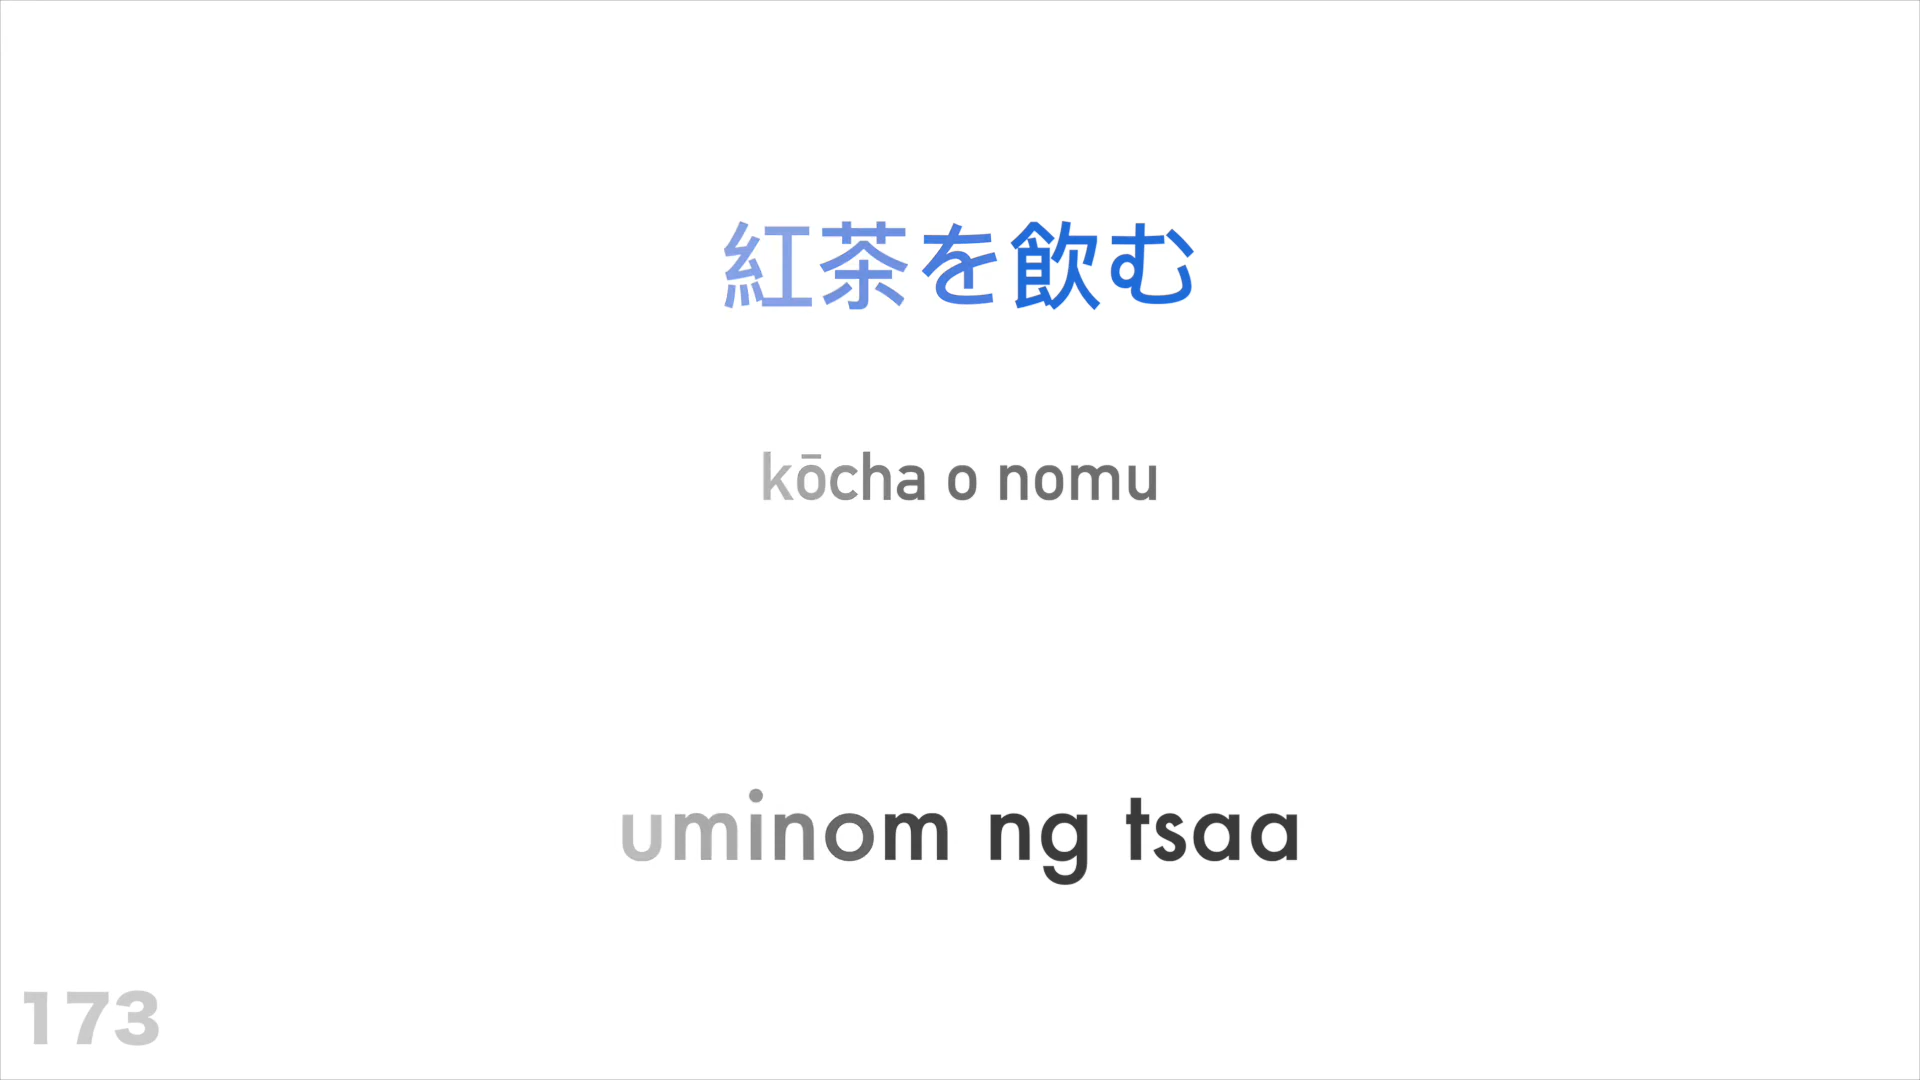 紅茶を飲む
kōcha o nomu
uminom ng tsaa
173